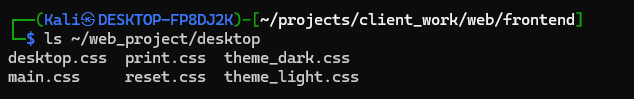 ┌──(Kali㉿DESKTOP-FP8DJ2K)-[~/projects/client_work/web/frontend]
└─$ ls ~/web_project/desktop
desktop.css  print.css  theme_dark.css
main.css     reset.css  theme_light.css